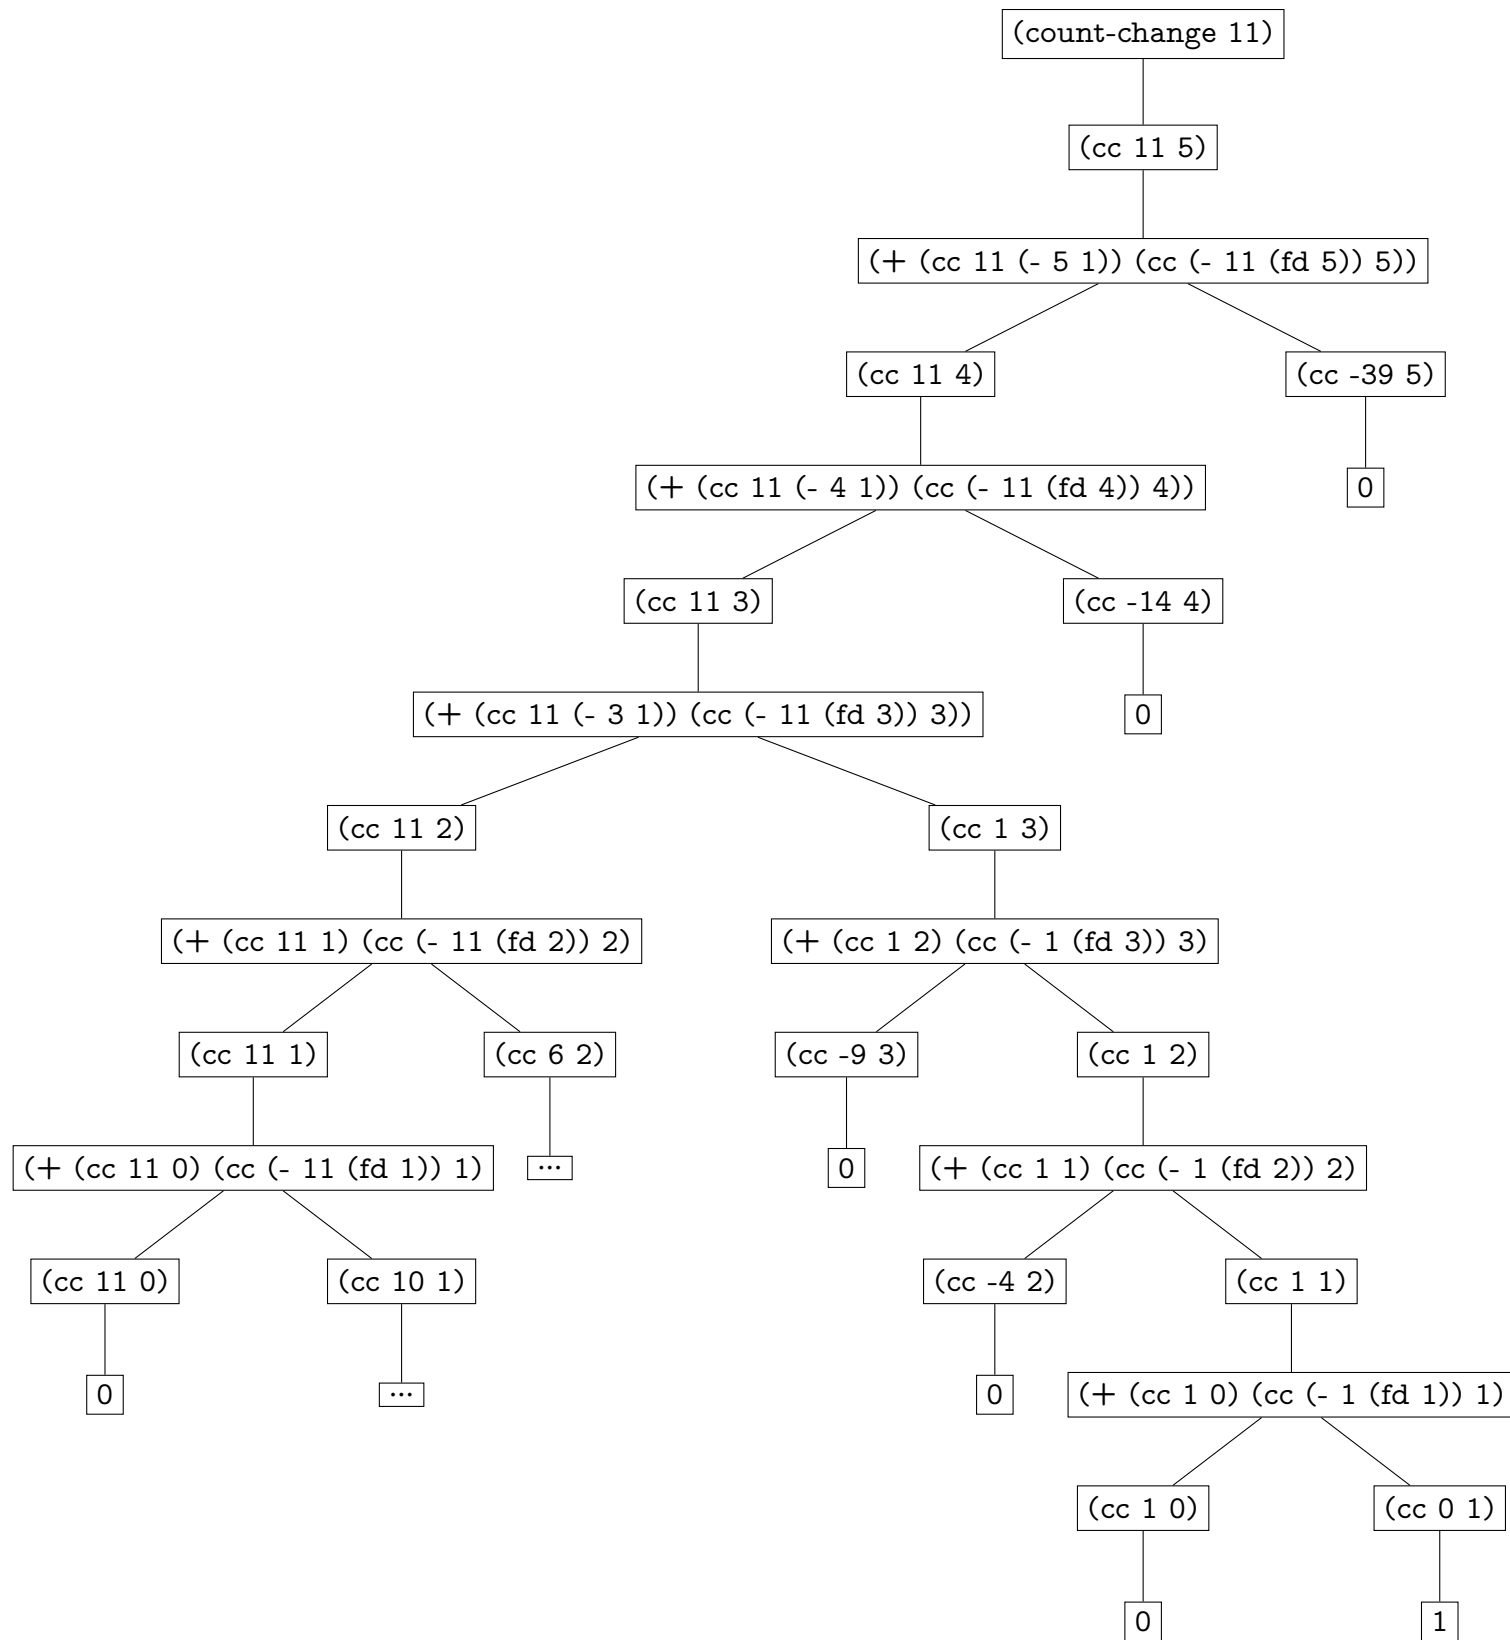 (count-change 11)
(cc 11 5)
(+ (cc 11 (- 5 1)) (cc (- 11 (fd 5)) 5))
(cc 11 4)
(cc -39 5)
(+ (cc 11 (- 4 1)) (cc (- 11 (fd 4)) 4))
0
(cc 11 3)
(cc -14 4)
(+ (cc 11 (- 3 1)) (cc (- 11 (fd 3)) 3))
0
(cc 11 2)
(cc 1 3)
(+ (cc 11 1) (cc (- 11 (fd 2)) 2)
(+ (cc 1 2) (cc (- 1 (fd 3)) 3)
(cc 11 1)
(cc 6 2)
(cc -9 3)
(cc 1 2)
(+ (cc 11 0) (cc (- 11 (fd 1)) 1)
...
0
(+ (cc 1 1) (cc (- 1 (fd 2)) 2)
(cc 11 0)
(cc 10 1)
(cc -4 2)
(cc 1 1)
0
...
0
(+ (cc 1 0) (cc (- 1 (fd 1)) 1)
(cc 1 0)
(cc 0 1)
0
1